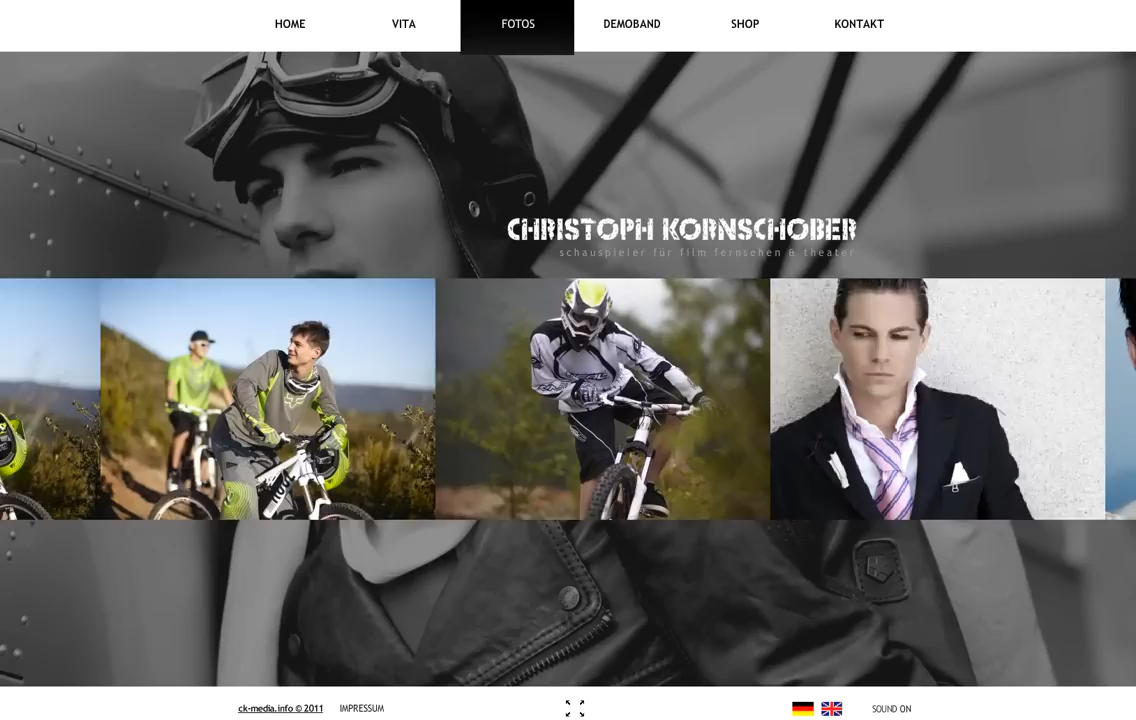 HOME
VITA
FOTOS
DEMOBAND
SHOP
KONTAKT
CHRISTOPH KORNSCHOBER
schauspieler für film fernsehen & theater
ck-media.info © 2011
IMPRESSUM
SOUND ON